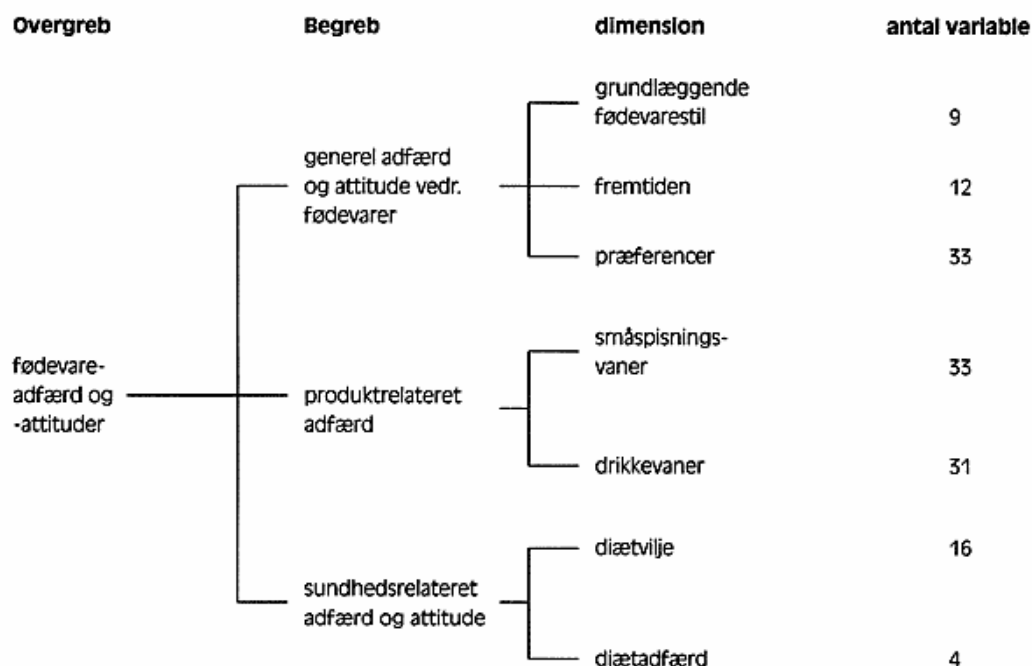 Overgreb Begreb dimension antal variable
grundlæggende
fødevarestil 9
generel adfærd
og attitude vedr.
fødevarer
fremtiden 12
præferencer 33
småspisnings-
vaner 33
fødevare-
adfærd og
-attituder
produktrelateret
adfærd
drikkevaner 31
diætvilje 16
sundhedsrelateret
adfærd og attitude
diætadfærd 4